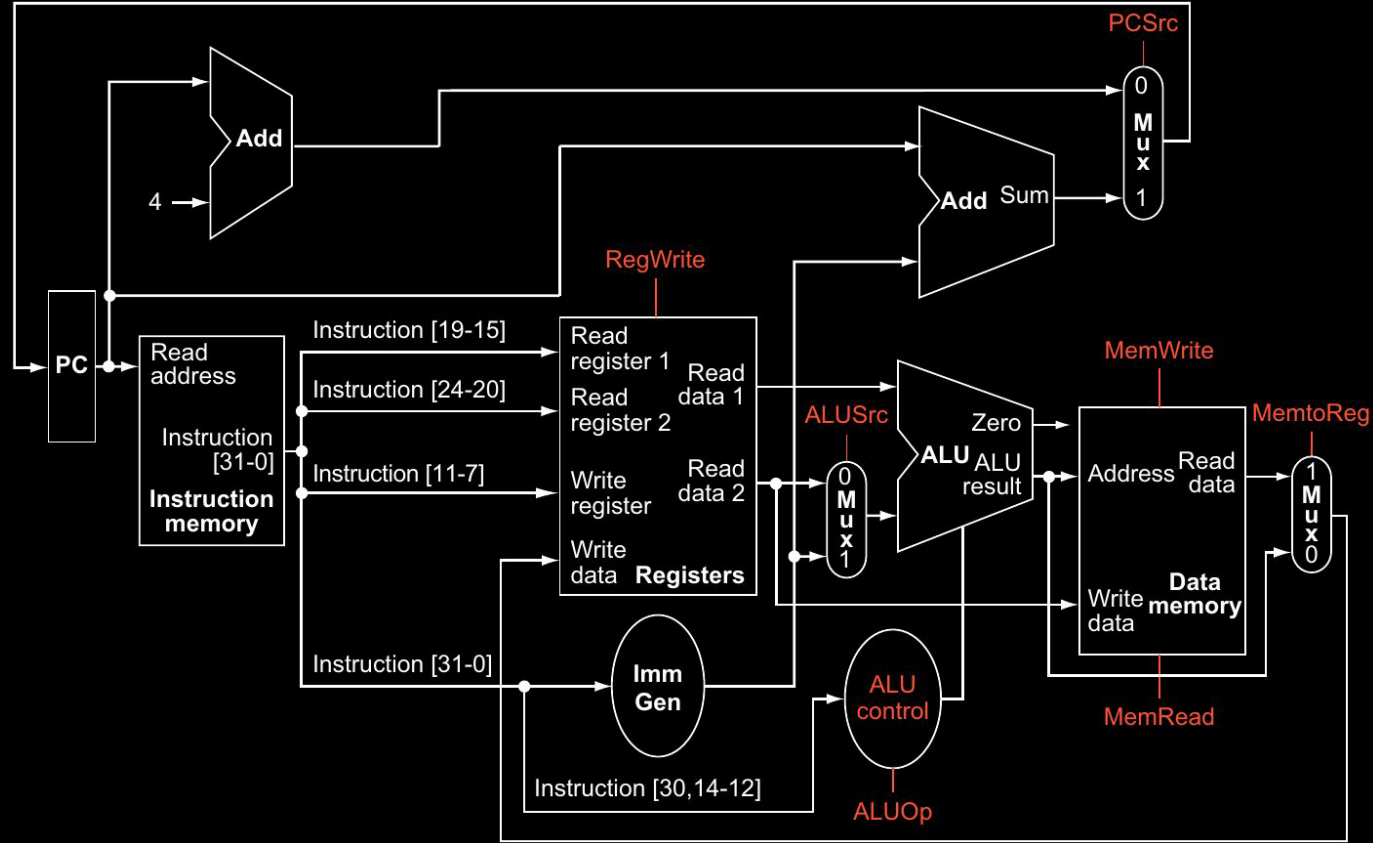 PCSrc
0
M
u
x
1
Add
4
Add Sum
RegWrite
PC
Read
address
Instruction
[31-0]
Instruction
memory
Instruction [19-15]
Instruction [24-20]
Instruction [11-7]
Instruction [31-0]
Read
register 1
Read
register 2
Write
register
Write
data
Read
data 1
Read
data 2
Registers
ALUSrc
0
M
u
x
1
Zero
ALU
ALU
result
MemWrite
Address
Read
data
Write
data
Data
memory
MemRead
MemtoReg
1
M
u
x
0
Imm
Gen
ALU
control
Instruction [30,14-12]
ALUOp